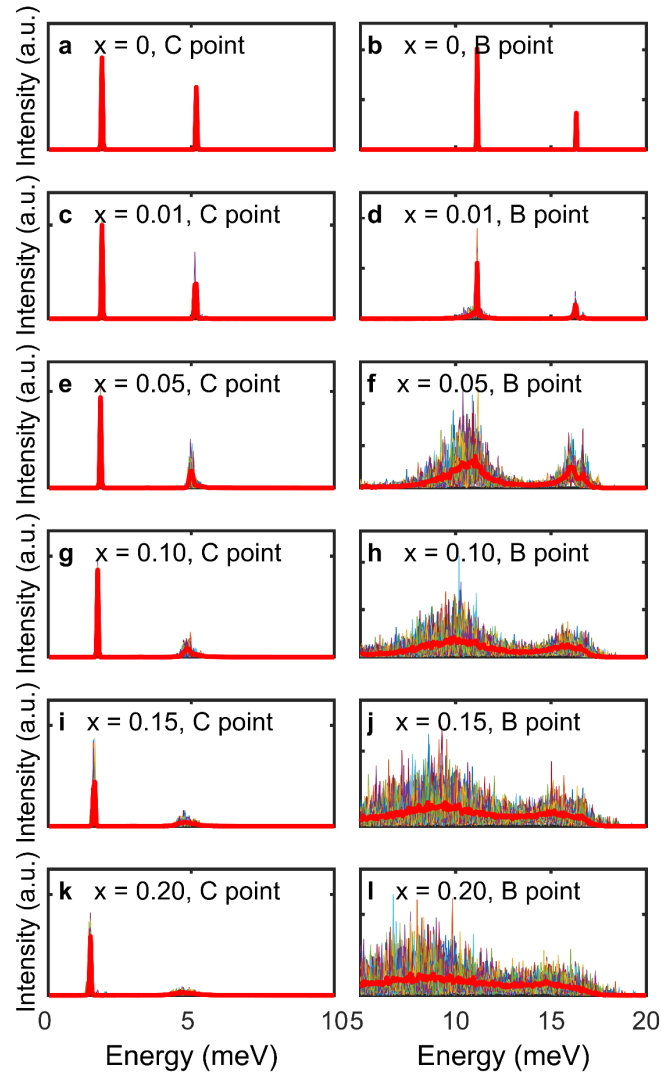 a x = 0, C point
b x = 0, B point
Intensity (a.u.)
c x = 0.01, C point
d x = 0.01, B point
Intensity (a.u.)
e x = 0.05, C point
f x = 0.05, B point
Intensity (a.u.)
g x = 0.10, C point
h x = 0.10, B point
Intensity (a.u.)
i x = 0.15, C point
j x = 0.15, B point
Intensity (a.u.)
k x = 0.20, C point
l x = 0.20, B point
Intensity (a.u.)
0 5 10
5 10 15 20
Energy (meV)
Energy (meV)